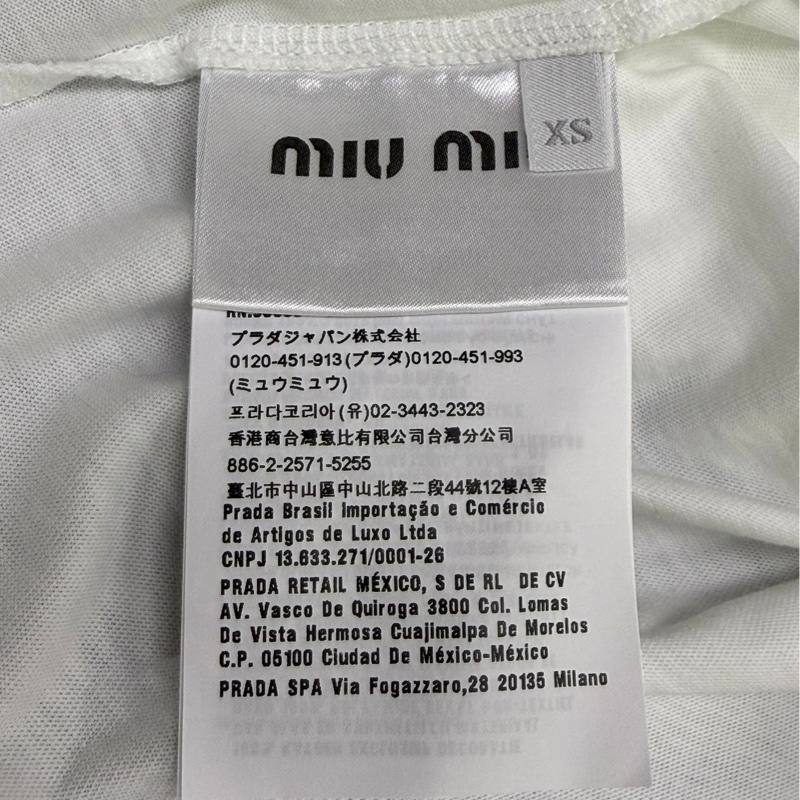 miu mi
XS
プラダジャパン株式会社
0120-451-913(プラダ)0120-451-993
(ミュウミュウ)
프라다코리아(유)02-3443-2323
香港商台灣意比有限公司台灣分公司
886-2-2571-5255
臺北市中山區中山北路二段44號12樓A室
Prada Brasil Importação e Comércio
de Artigos de Luxo Ltda
CNPJ 13.633.271/0001-26
PRADA RETAIL MÉXICO, S DE RL DE CV
AV. Vasco De Quiroga 3800 Col. Lomas
De Vista Hermosa Cuajimalpa De Morelos
C.P. 05100 Ciudad De México-México
PRADA SPA Via Fogazzaro,28 20135 Milano